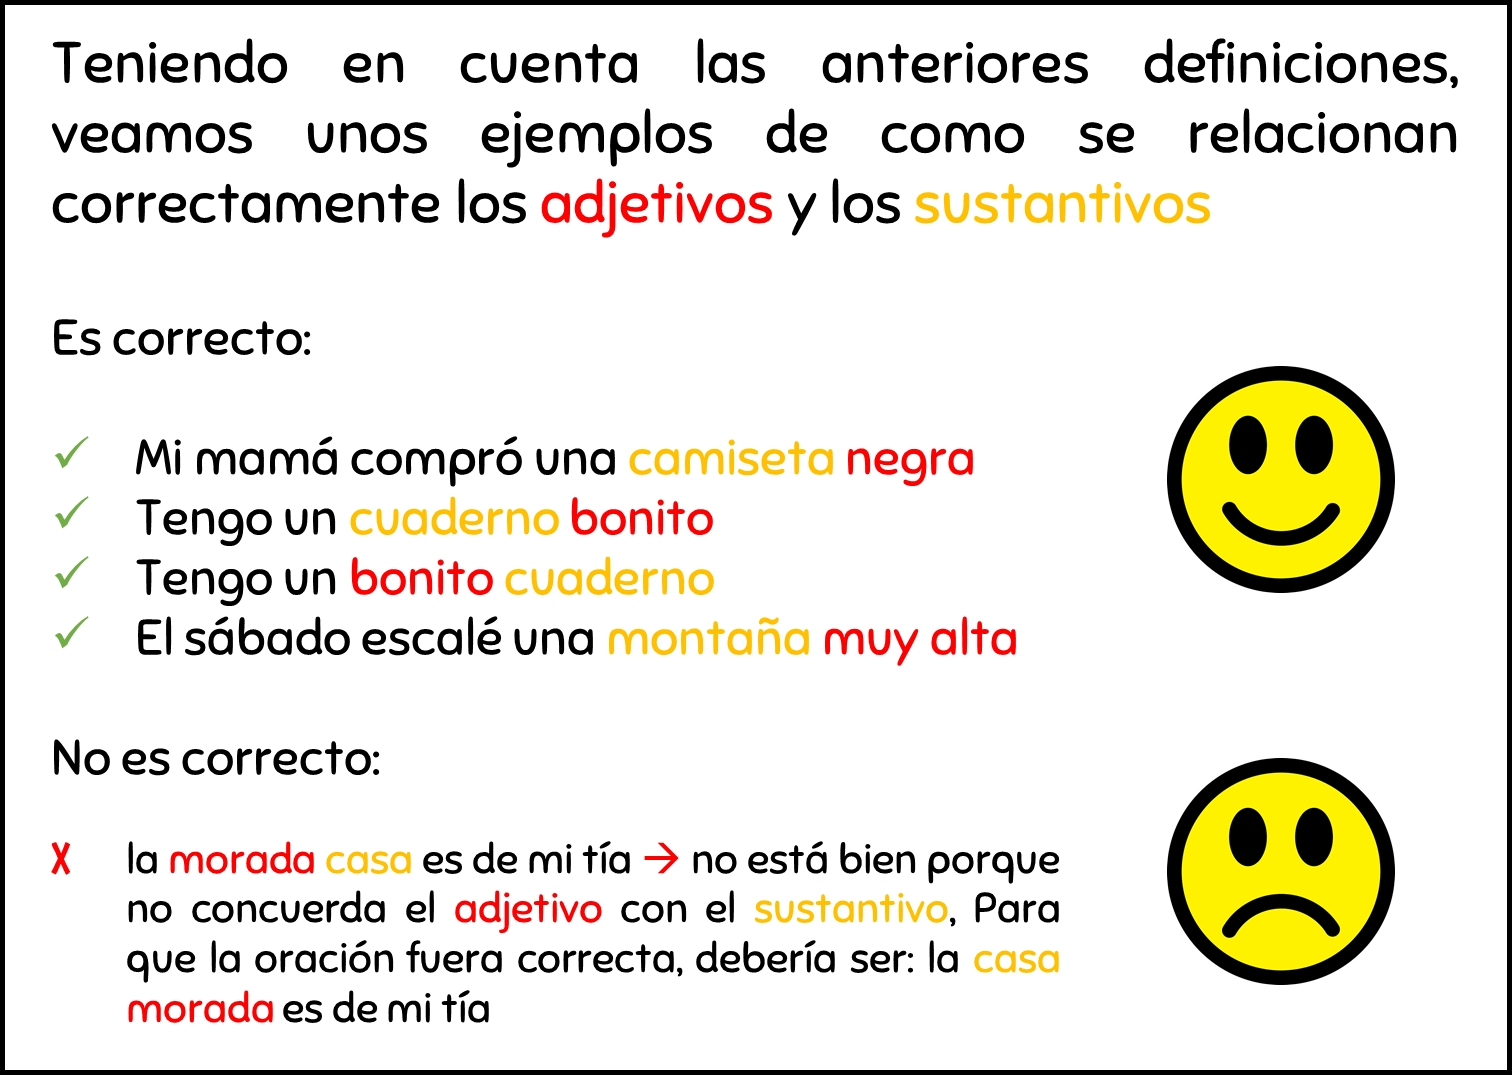 Teniendo en cuenta las anteriores definiciones,
veamos unos ejemplos de como se relacionan
correctamente los adjetivos y los sustantivos
Es correcto:
✓ Mi mamá compró una camiseta negra
✓ Tengo un cuaderno bonito
✓ Tengo un bonito cuaderno
✓ El sábado escalé una montaña muy alta
No es correcto:
X la morada casa es de mi tía → no está bien porque
no concuerda el adjetivo con el sustantivo, Para
que la oración fuera correcta, debería ser: la casa
morada es de mi tía